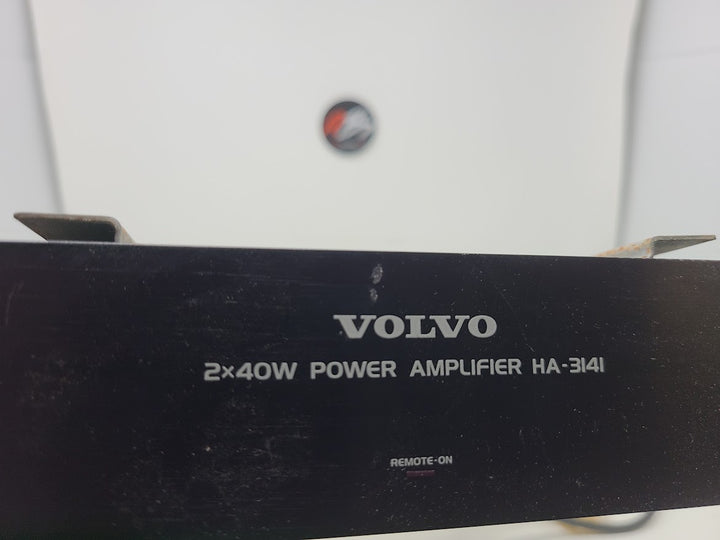 VOLVO
2×40W POWER AMPLIFIER HA-3141
REMOTE-ON